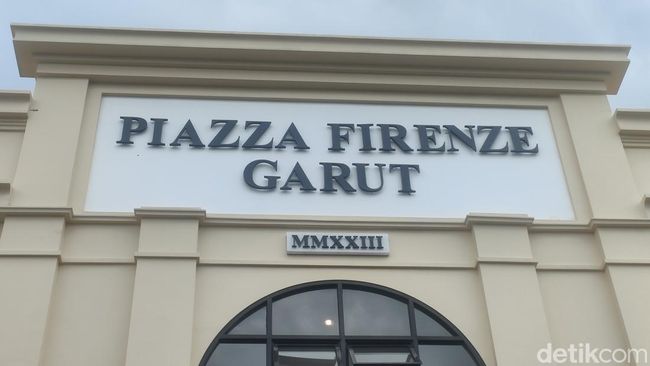 PIAZZA FIRENZE
GARUT
MMXXIII
detikcom